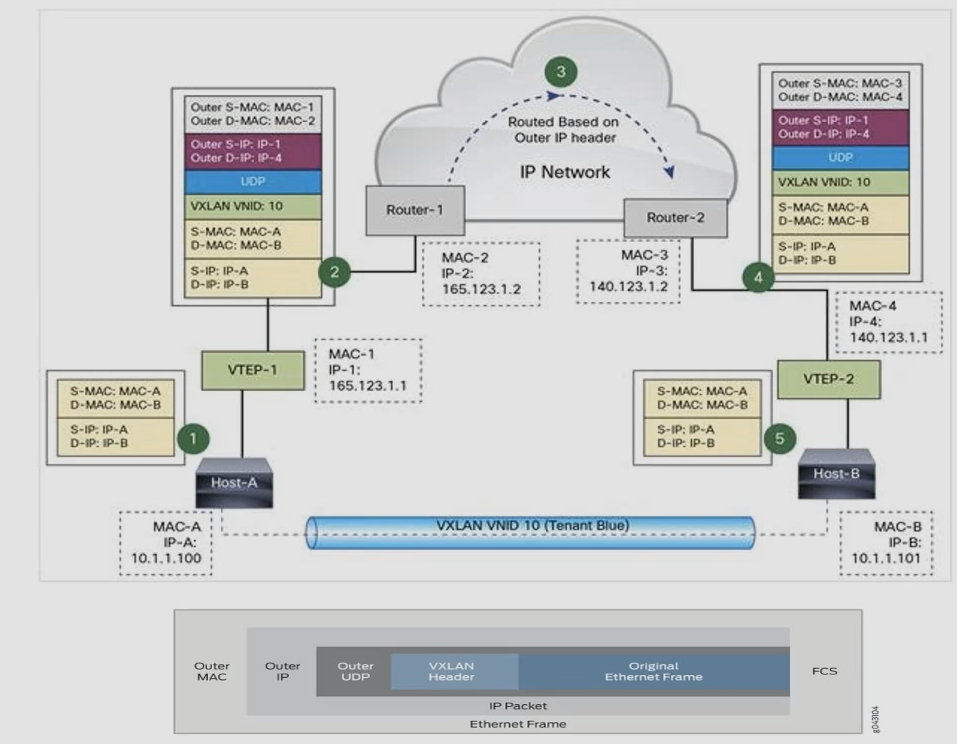 3
Routed Based on
Outer IP header
IP Network
Outer S-MAC: MAC-1
Outer D-MAC: MAC-2
Outer S-IP: IP-1
Outer D-IP: IP-4
UDP
VXLAN VNID: 10
S-MAC: MAC-A
D-MAC: MAC-B
S-IP: IP-A
D-IP: IP-B
2
Router-1
MAC-2
IP-2:
165.123.1.2
Router-2
MAC-3
IP-3:
140.123.1.2
Outer S-MAC: MAC-3
Outer D-MAC: MAC-4
Outer S-IP: IP-1
Outer D-IP: IP-4
UDP
VXLAN VNID: 10
S-MAC: MAC-A
D-MAC: MAC-B
S-IP: IP-A
D-IP: IP-B
4
MAC-4
IP-4:
140.123.1.1
VTEP-1
MAC-1
IP-1:
165.123.1.1
VTEP-2
S-MAC: MAC-A
D-MAC: MAC-B
S-IP: IP-A
D-IP: IP-B
1
Host-A
S-MAC: MAC-A
D-MAC: MAC-B
S-IP: IP-A
D-IP: IP-B
5
Host-B
MAC-A
IP-A:
10.1.1.100
VXLAN VNID 10 (Tenant Blue)
MAC-B
IP-B:
10.1.1.101
Outer
MAC
Outer
IP
Outer
UDP
VXLAN
Header
Original
Ethernet Frame
FCS
IP Packet
Ethernet Frame
g043104